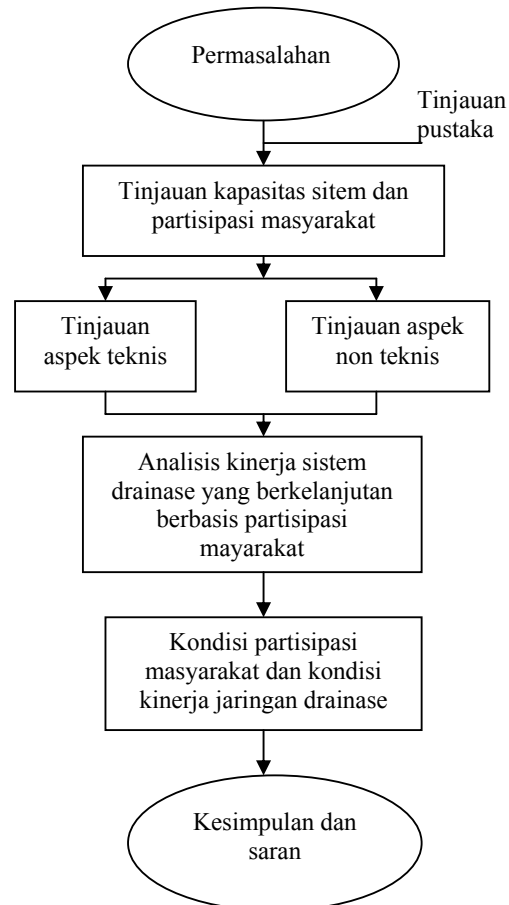 Permasalahan
Tinjauan
pustaka
Tinjauan kapasitas sitem dan
partisipasi masyarakat
Tinjauan
aspek teknis
Tinjauan aspek
non teknis
Analisis kinerja sistem
drainase yang berkelanjutan
berbasis partisipasi
mayarakat
Kondisi partisipasi
masyarakat dan kondisi
kinerja jaringan drainase
Kesimpulan dan
saran